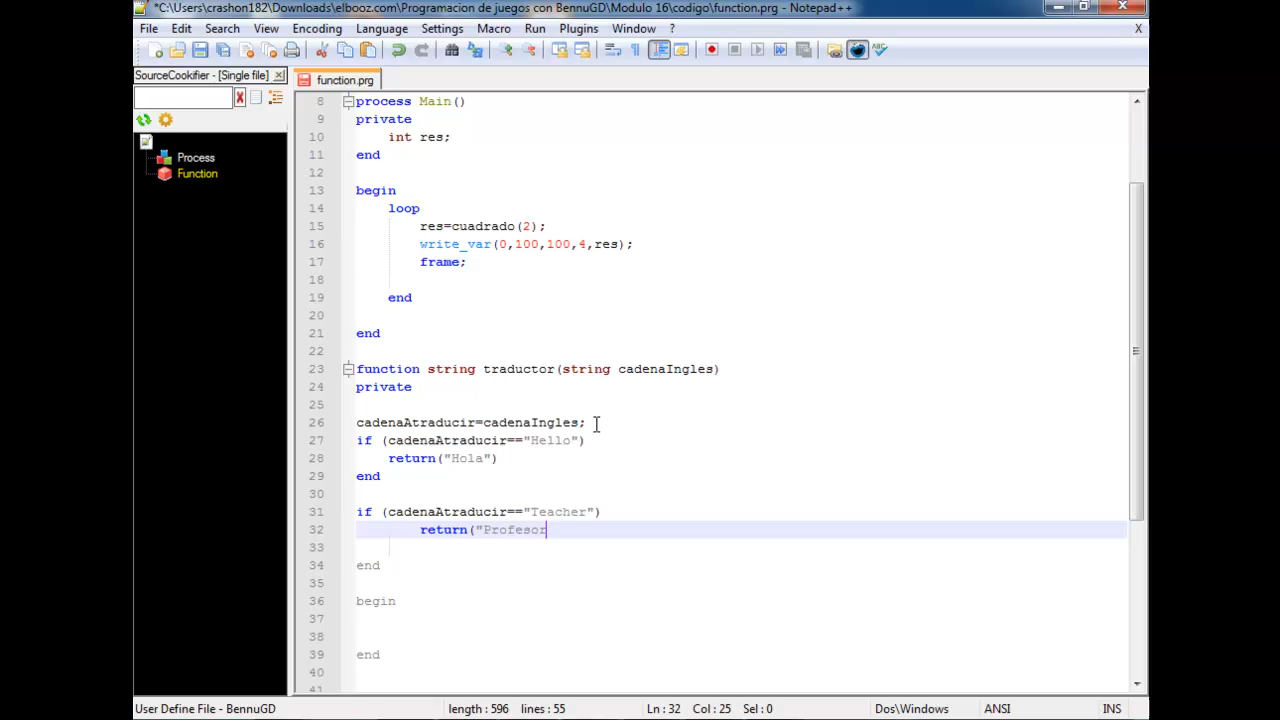 *C:\Users\crashon182\Downloads\elbooz.com\Programacion de juegos con BennuGD\Modulo 16\codigo\function.prg - Notepad++
File Edit Search View Encoding Language Settings Macro Run Plugins Window ? X
SourceCookifier - [Single file]
function.prg
Process
Function
8 process Main()
9 private
10 int res;
11 end
12
13 begin
14 loop
15 res=cuadrado(2);
16 write_var(0,100,100,4,res);
17 frame;
18
19 end
20
21 end
22
23 function string traductor(string cadenaIngles)
24 private
25
26 cadenaAtraducir=cadenaIngles;
27 if (cadenaAtraducir=="Hello")
28 return("Hola")
29 end
30
31 if (cadenaAtraducir=="Teacher")
32 return("Profesor
33
34 end
35
36 begin
37
38
39 end
40
41
User Define File - BennuGD length : 596 lines : 55 Ln : 32 Col : 25 Sel : 0 Dos\Windows ANSI INS